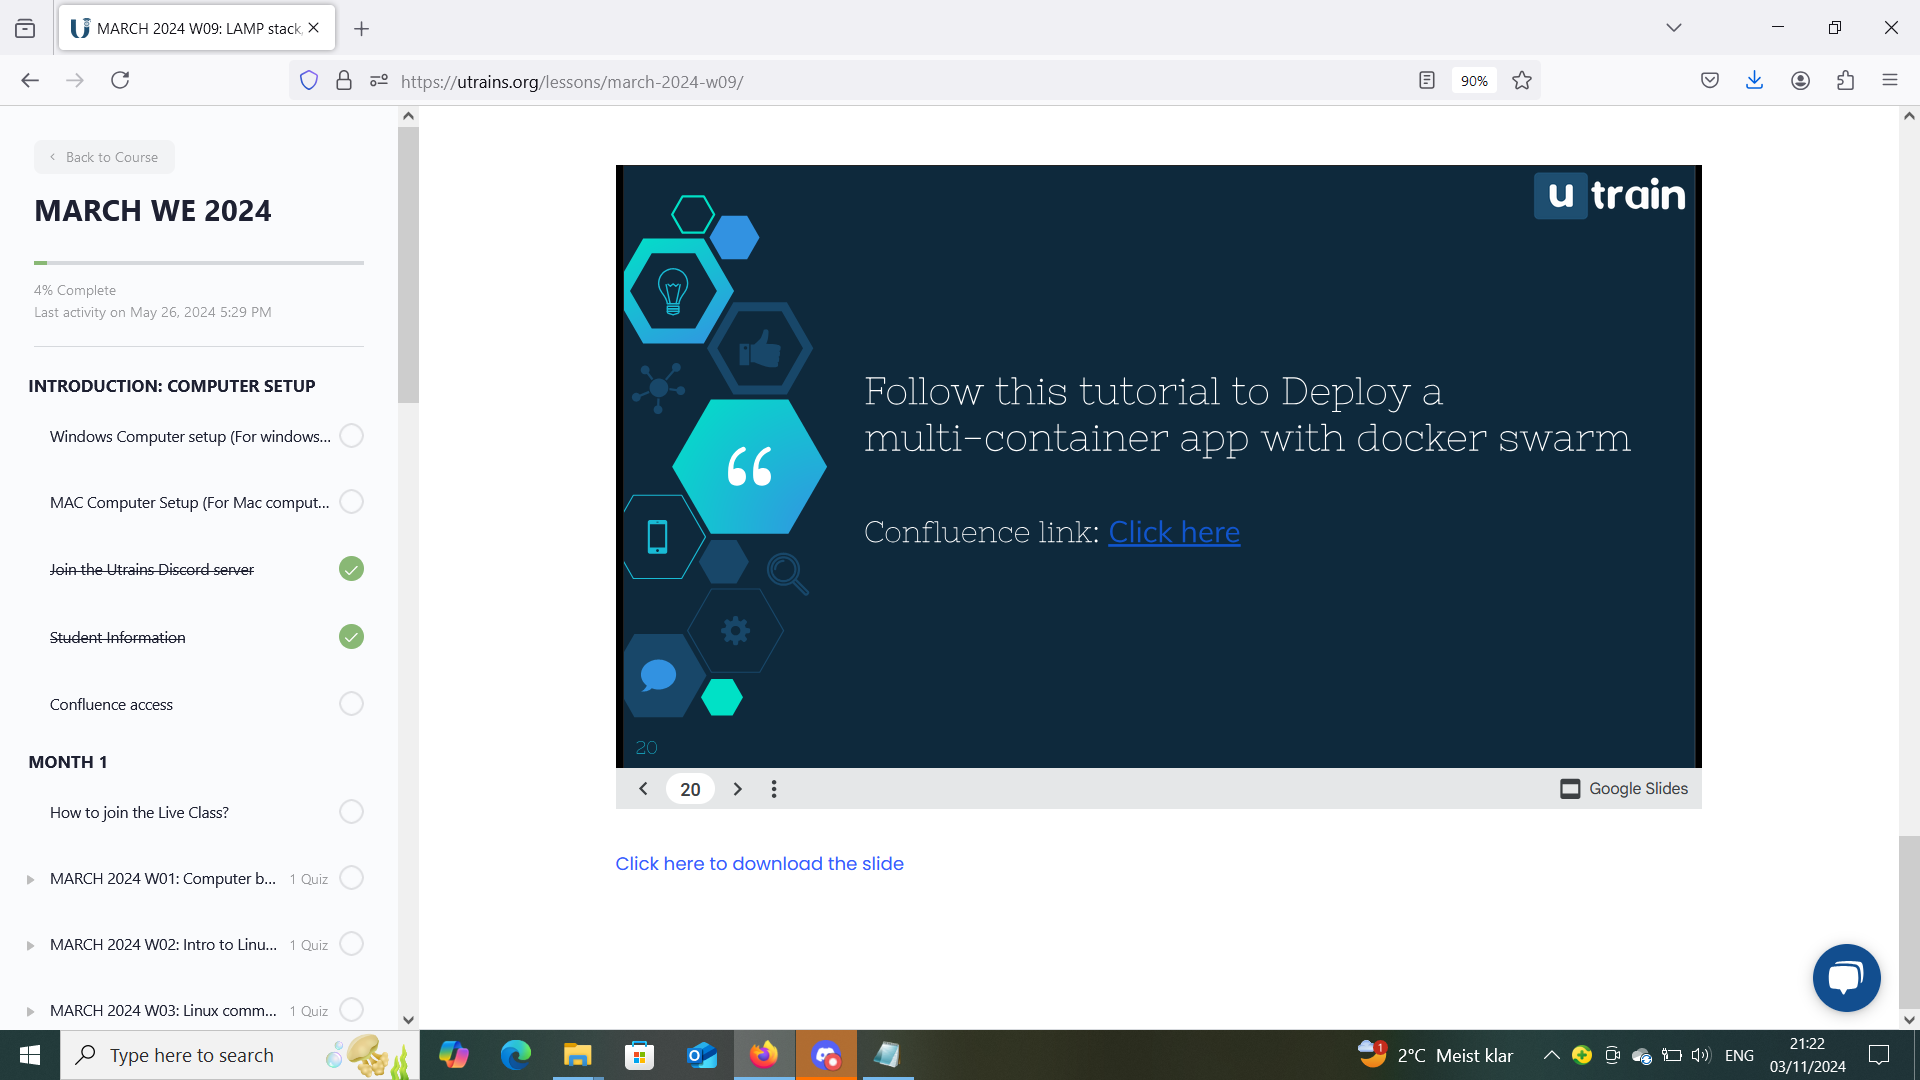 MARCH 2024 W09: LAMP stack,
https://utrains.org/lessons/march-2024-w09/
90%
Back to Course
MARCH WE 2024
4% Complete
Last activity on May 26, 2024 5:29 PM
INTRODUCTION: COMPUTER SETUP
Windows Computer setup (For windows...
MAC Computer Setup (For Mac comput...
Join the Utrains Discord server
Student Information
Confluence access
MONTH 1
How to join the Live Class?
MARCH 2024 W01: Computer b... 1 Quiz
MARCH 2024 W02: Intro to Linu... 1 Quiz
MARCH 2024 W03: Linux comm... 1 Quiz
u train
Follow this tutorial to Deploy a
multi-container app with docker swarm
Confluence link: Click here
20
20
Google Slides
Click here to download the slide
Type here to search
1
2°C Meist klar
ENG
21:22
03/11/2024